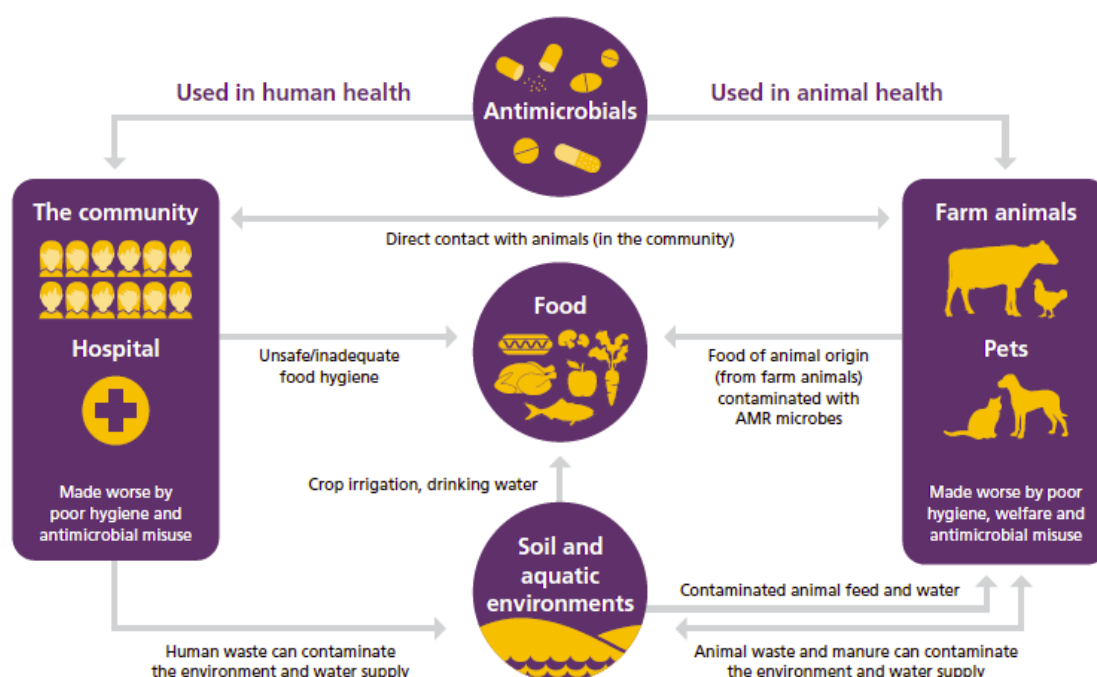 Used in human health
Antimicrobials
Used in animal health
The community
Hospital
Made worse by
poor hygiene and
antimicrobial misuse
Direct contact with animals (in the community)
Farm animals
Pets
Made worse by poor
hygiene, welfare and
antimicrobial misuse
Food
Unsafe/inadequate
food hygiene
Food of animal origin
(from farm animals)
contaminated with
AMR microbes
Crop irrigation, drinking water
Soil and
aquatic
environments
Contaminated animal feed and water
Human waste can contaminate
the environment and water supply
Animal waste and manure can contaminate
the environment and water supply